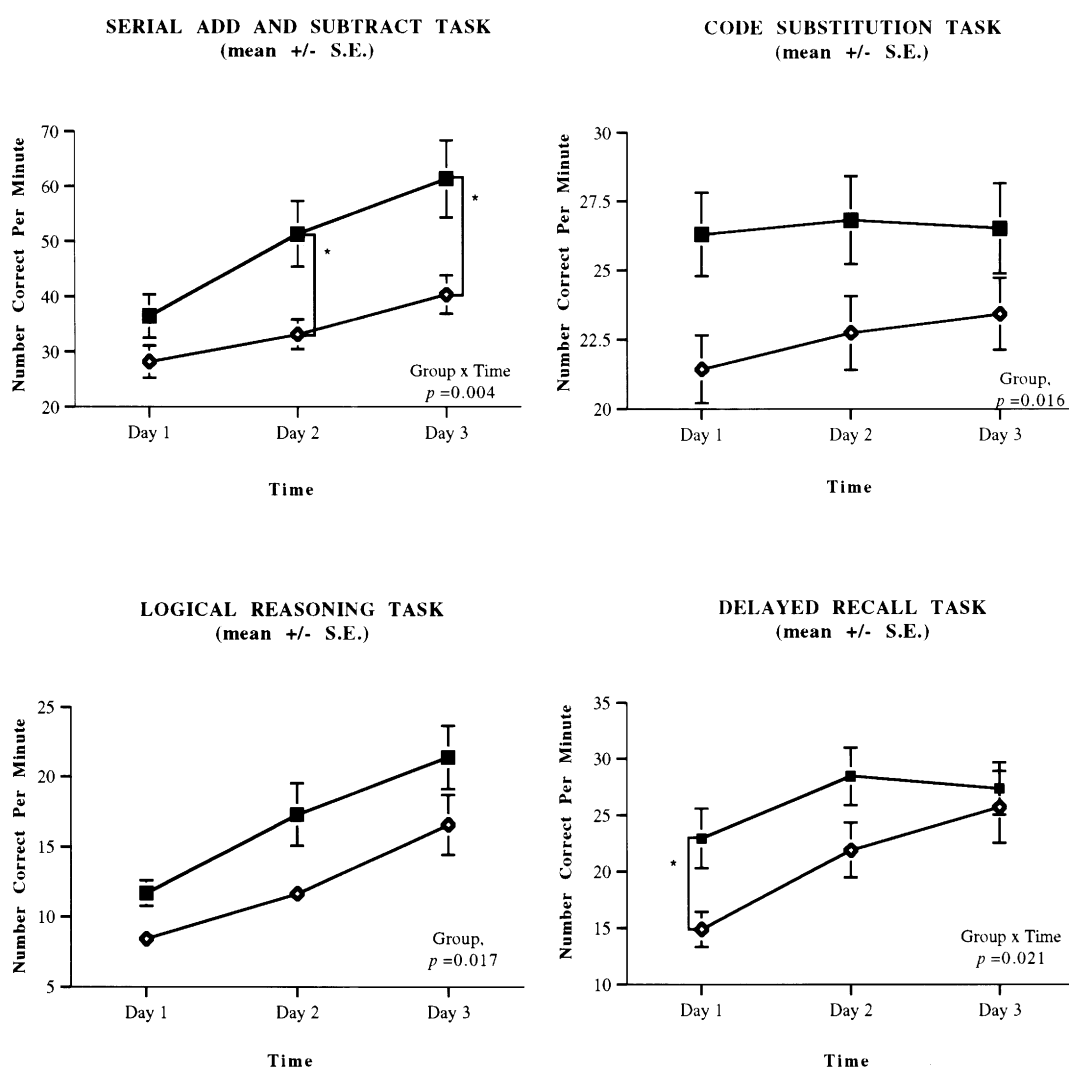 SERIAL ADD AND SUBTRACT TASK
(mean +/- S.E.)
Number Correct Per Minute
70
60
50
40
30
20
*
*
Group x Time
p =0.004
Day 1
Day 2
Day 3
Time
CODE SUBSTITUTION TASK
(mean +/- S.E.)
Number Correct Per Minute
30
27.5
25
22.5
20
Group,
p =0.016
Day 1
Day 2
Day 3
Time
LOGICAL REASONING TASK
(mean +/- S.E.)
Number Correct Per Minute
25
20
15
10
5
Group,
p =0.017
Day 1
Day 2
Day 3
Time
DELAYED RECALL TASK
(mean +/- S.E.)
Number Correct Per Minute
35
30
25
20
15
10
*
Group x Time
p =0.021
Day 1
Day 2
Day 3
Time